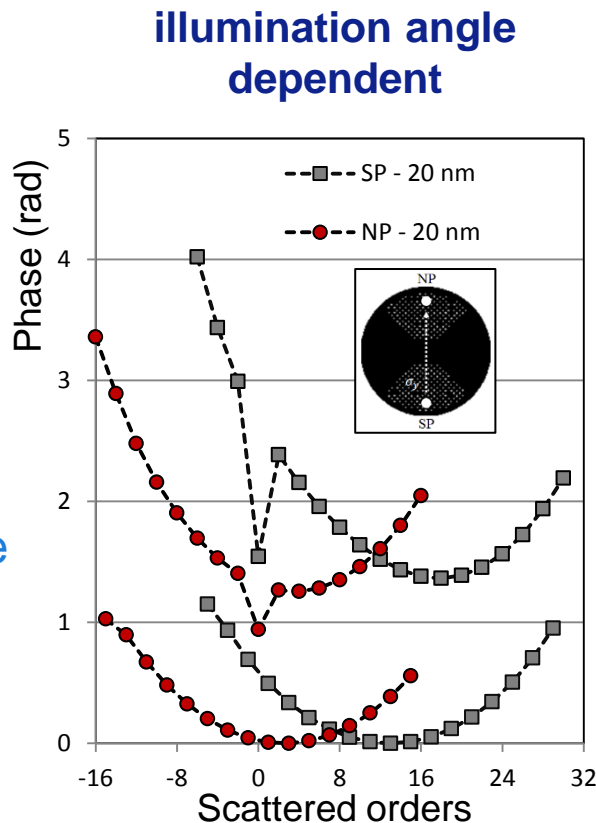 illumination angle
dependent
5
4
3
2
1
0
Phase (rad)
SP - 20 nm
NP - 20 nm
NP
σy
SP
e
-16 -8 0 8 16 24 32
Scattered orders